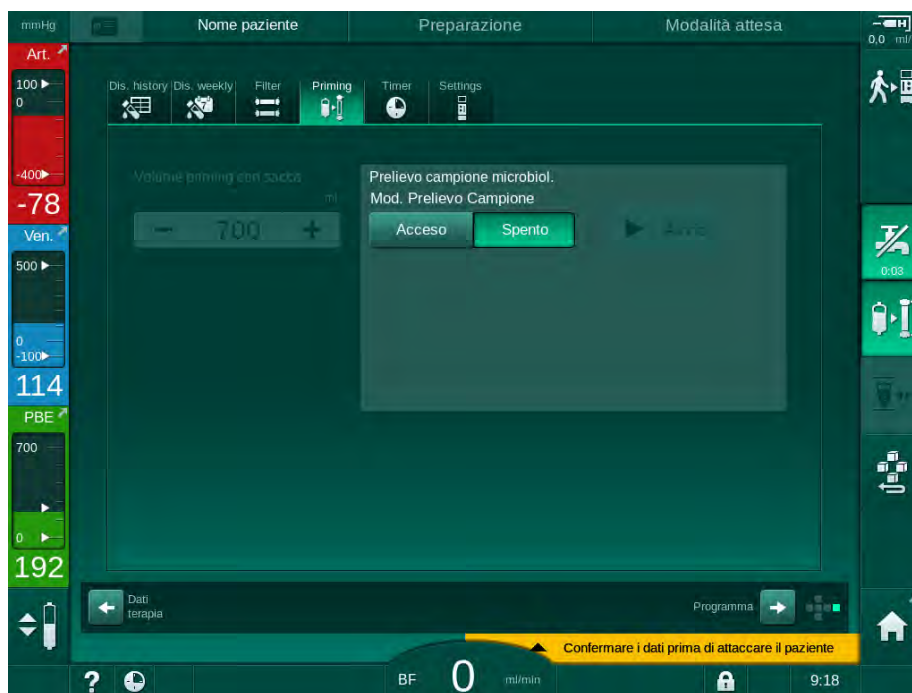 mmHg
Nome paziente
Preparazione
Modalità attesa
0,0 ml/
Art.
100
0
-400
-78
Ven.
500
0
-100
114
PBE
700
0
192
Dis. history
Dis. weekly
Filter
Priming
Timer
Settings
Volume priming con sacca
ml
700
Prelievo campione microbiol.
Mod. Prelievo Campione
Acceso
Spento
0:03
Dati
terapia
Programma
Confermare i dati prima di attaccare il paziente
? BF 0 ml/min 9:18